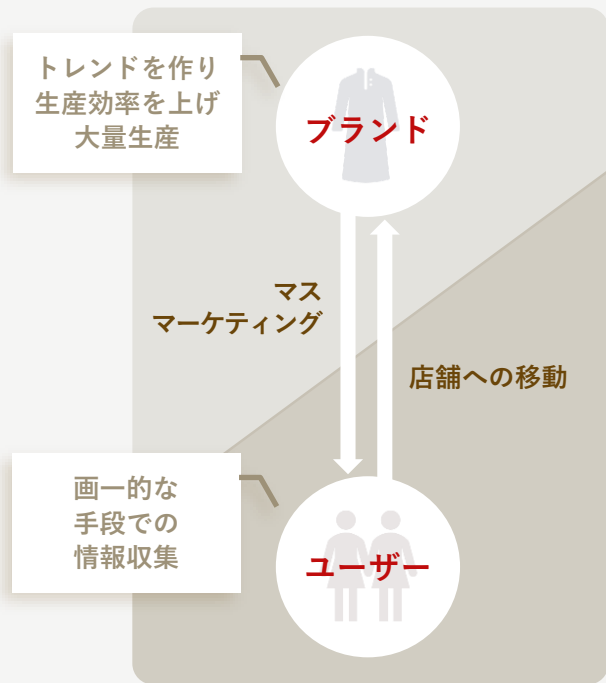 トレンドを作り
生産効率を上げ
大量生産
ブランド
マス
マーケティング
店舗への移動
画一的な
手段での
情報収集
ユーザー